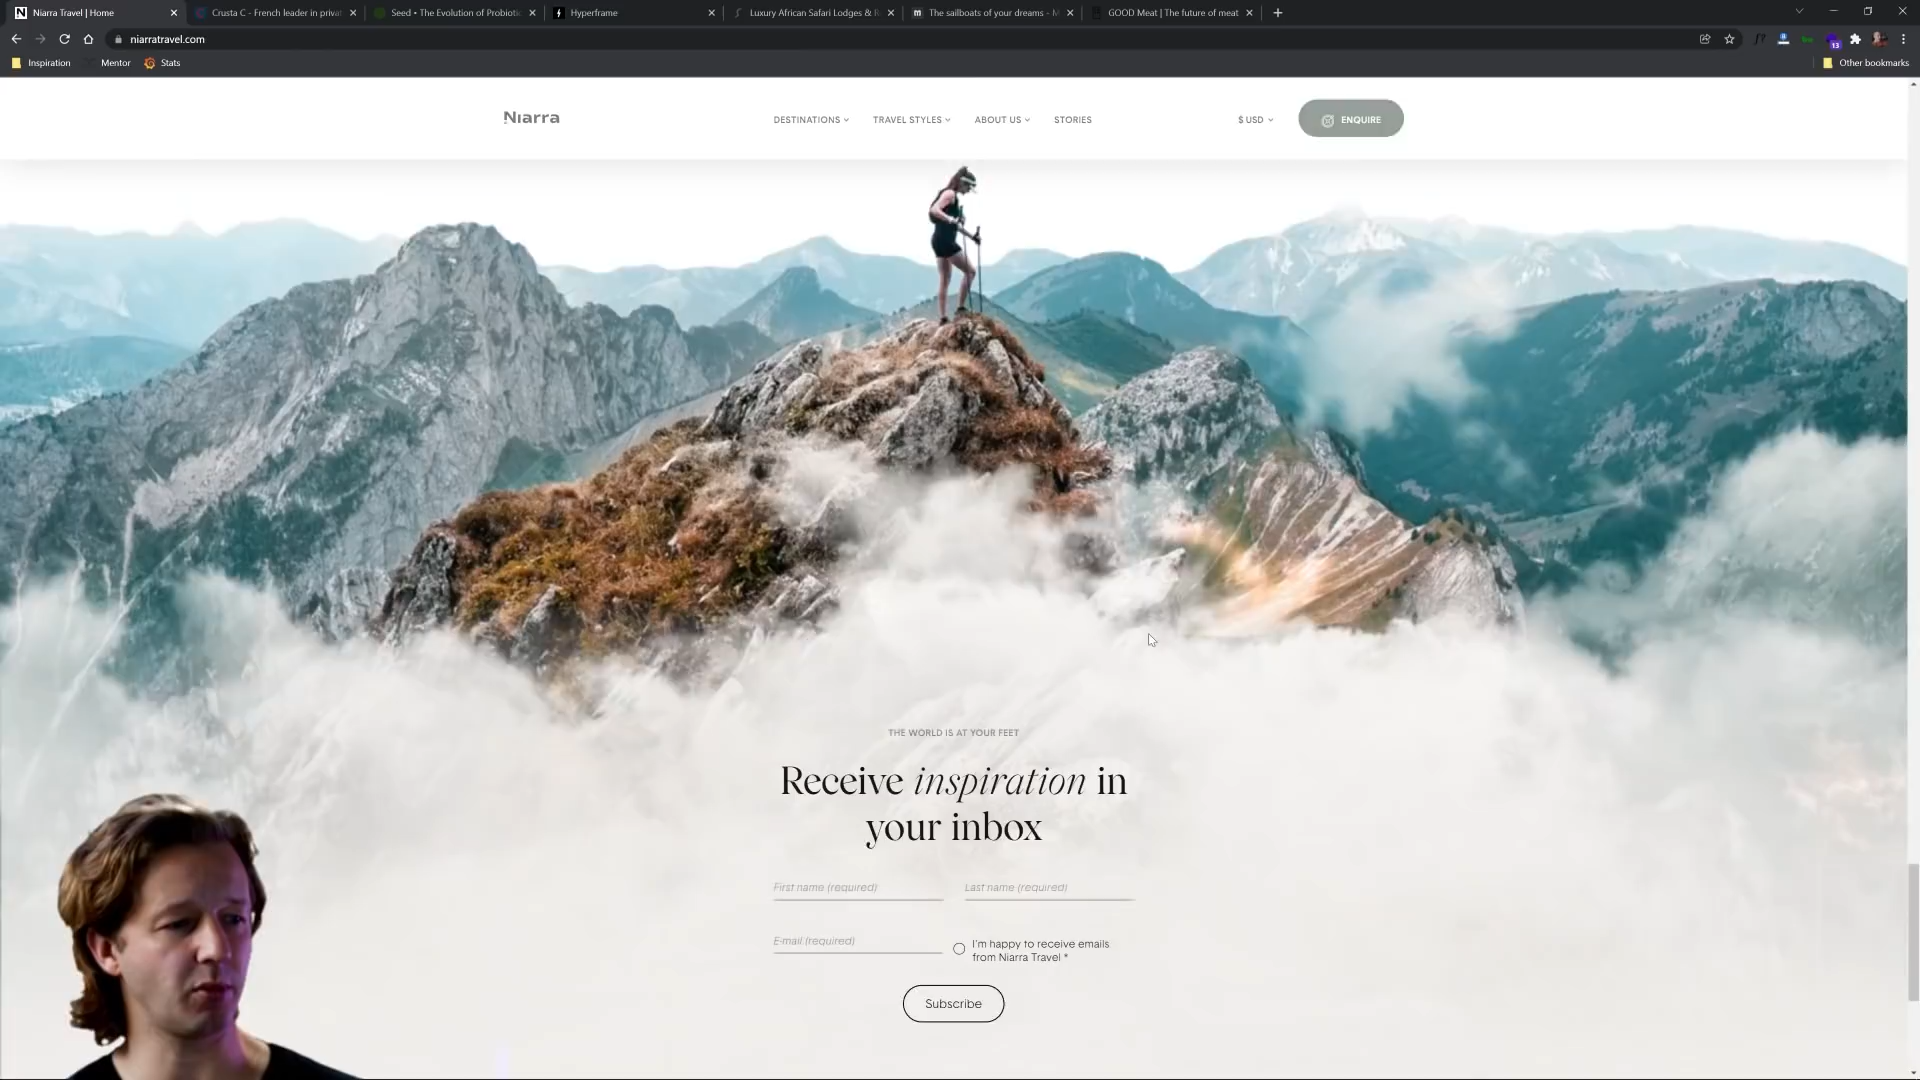 Niarra Travel | Home
Crusta C - French leader in privat
Seed • The Evolution of Probiotic
Hyperframe
Luxury African Safari Lodges & R
The sailboats of your dreams - M
GOOD Meat | The future of meat
niarratravel.com
13
Inspiration
Mentor
Stats
Other bookmarks
Niarra
DESTINATIONS
TRAVEL STYLES
ABOUT US
STORIES
$ USD
ENQUIRE
THE WORLD IS AT YOUR FEET
Receive inspiration in
your inbox
First name (required)
Last name (required)
E-mail (required)
I'm happy to receive emails
from Niarra Travel *
Subscribe